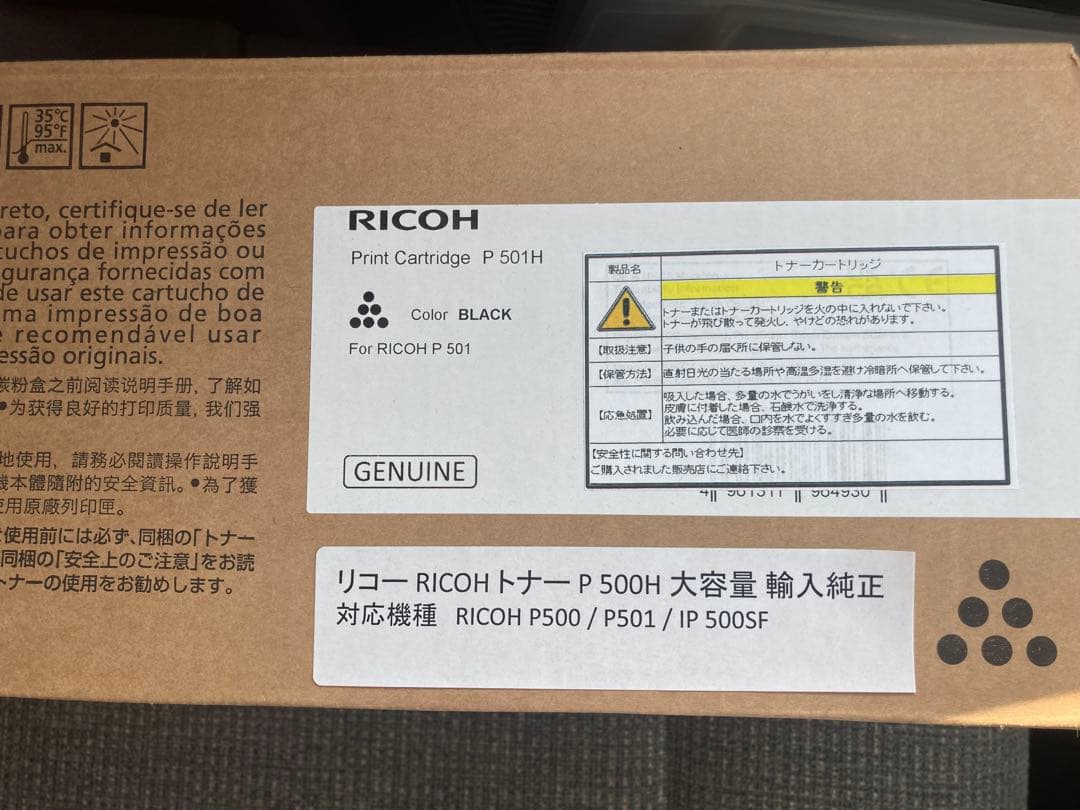 35°C
95°F
max.
reto, certifique-se de ler
para obter informações
tuchos de impressão ou
gurança fornecidas com
de usar este cartucho de
ma impressão de boa
e recomendável usar
essão originais.
碳粉盒之前阅读说明手册，了解如
●为获得良好的打印质量，我们强
地使用，請務必閱讀操作說明手
機本體隨附的安全資訊。●為了獲
使用原廠列印匣。
使用前には必ず、同梱の「トナー
同梱の「安全上のご注意」をお読
トナーの使用をお勧めします。
RICOH
Print Cartridge P 501H
Color BLACK
For RICOH P 501
GENUINE
製品名 トナーカートリッジ
警告
トナーまたはトナーカートリッジを火の中に入れないで下さい。
トナーが飛び散って発火し、やけどの恐れがあります。
【取扱注意】 子供の手の届く所に保管しない。
【保管方法】 直射日光の当たる場所や高温多湿を避け冷暗所へ保管して下さい。
【応急処置】 吸入した場合、多量の水でうがいをし清浄な場所へ移動する。
皮膚に付着した場合、石鹸水で洗浄する。
飲み込んだ場合、口内を水でよくすすぎ多量の水を飲む。
必要に応じて医師の診察を受ける。
【安全性に関する問い合わせ先】
ご購入されました販売店にご連絡下さい。
4 961311 964930
リコー RICOH トナー P 500H 大容量 輸入純正
対応機種 RICOH P500 / P501 / IP 500SF